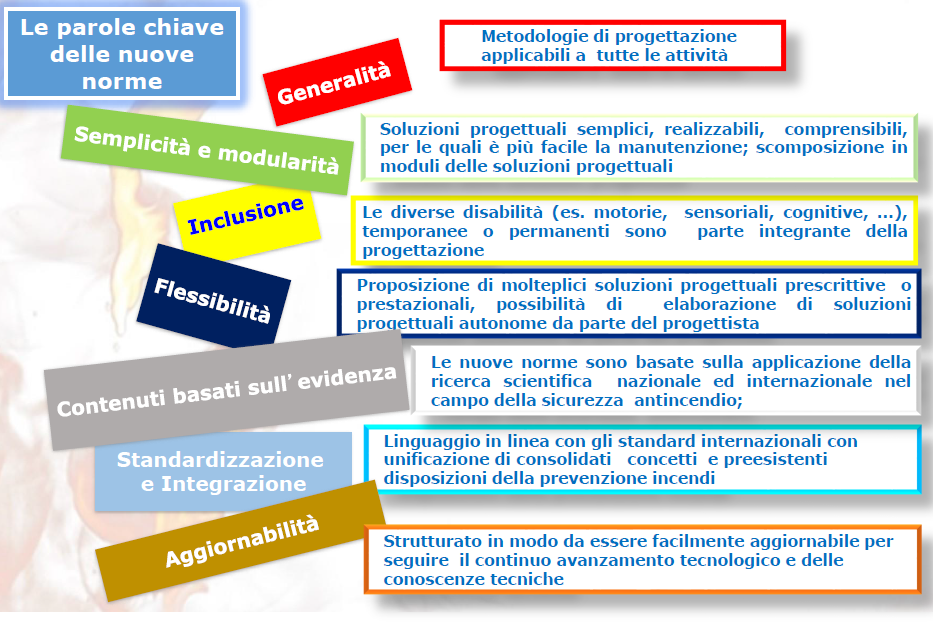 Le parole chiave
delle nuove
norme
Generalità
Metodologie di progettazione
applicabili a tutte le attività
Semplicità e modularità
Soluzioni progettuali semplici, realizzabili, comprensibili,
per le quali è più facile la manutenzione; scomposizione in
moduli delle soluzioni progettuali
Inclusione
Le diverse disabilità (es. motorie, sensoriali, cognitive, ...),
temporanee o permanenti sono parte integrante della
progettazione
Flessibilità
Proposizione di molteplici soluzioni progettuali prescrittive o
prestazionali, possibilità di elaborazione di soluzioni
progettuali autonome da parte del progettista
Contenuti basati sull’evidenza
Le nuove norme sono basate sulla applicazione della
ricerca scientifica nazionale ed internazionale nel
campo della sicurezza antincendio;
Standardizzazione
e Integrazione
Linguaggio in linea con gli standard internazionali con
unificazione di consolidati concetti e preesistenti
disposizioni della prevenzione incendi
Aggiornabilità
Strutturato in modo da essere facilmente aggiornabile per
seguire il continuo avanzamento tecnologico e delle
conoscenze tecniche